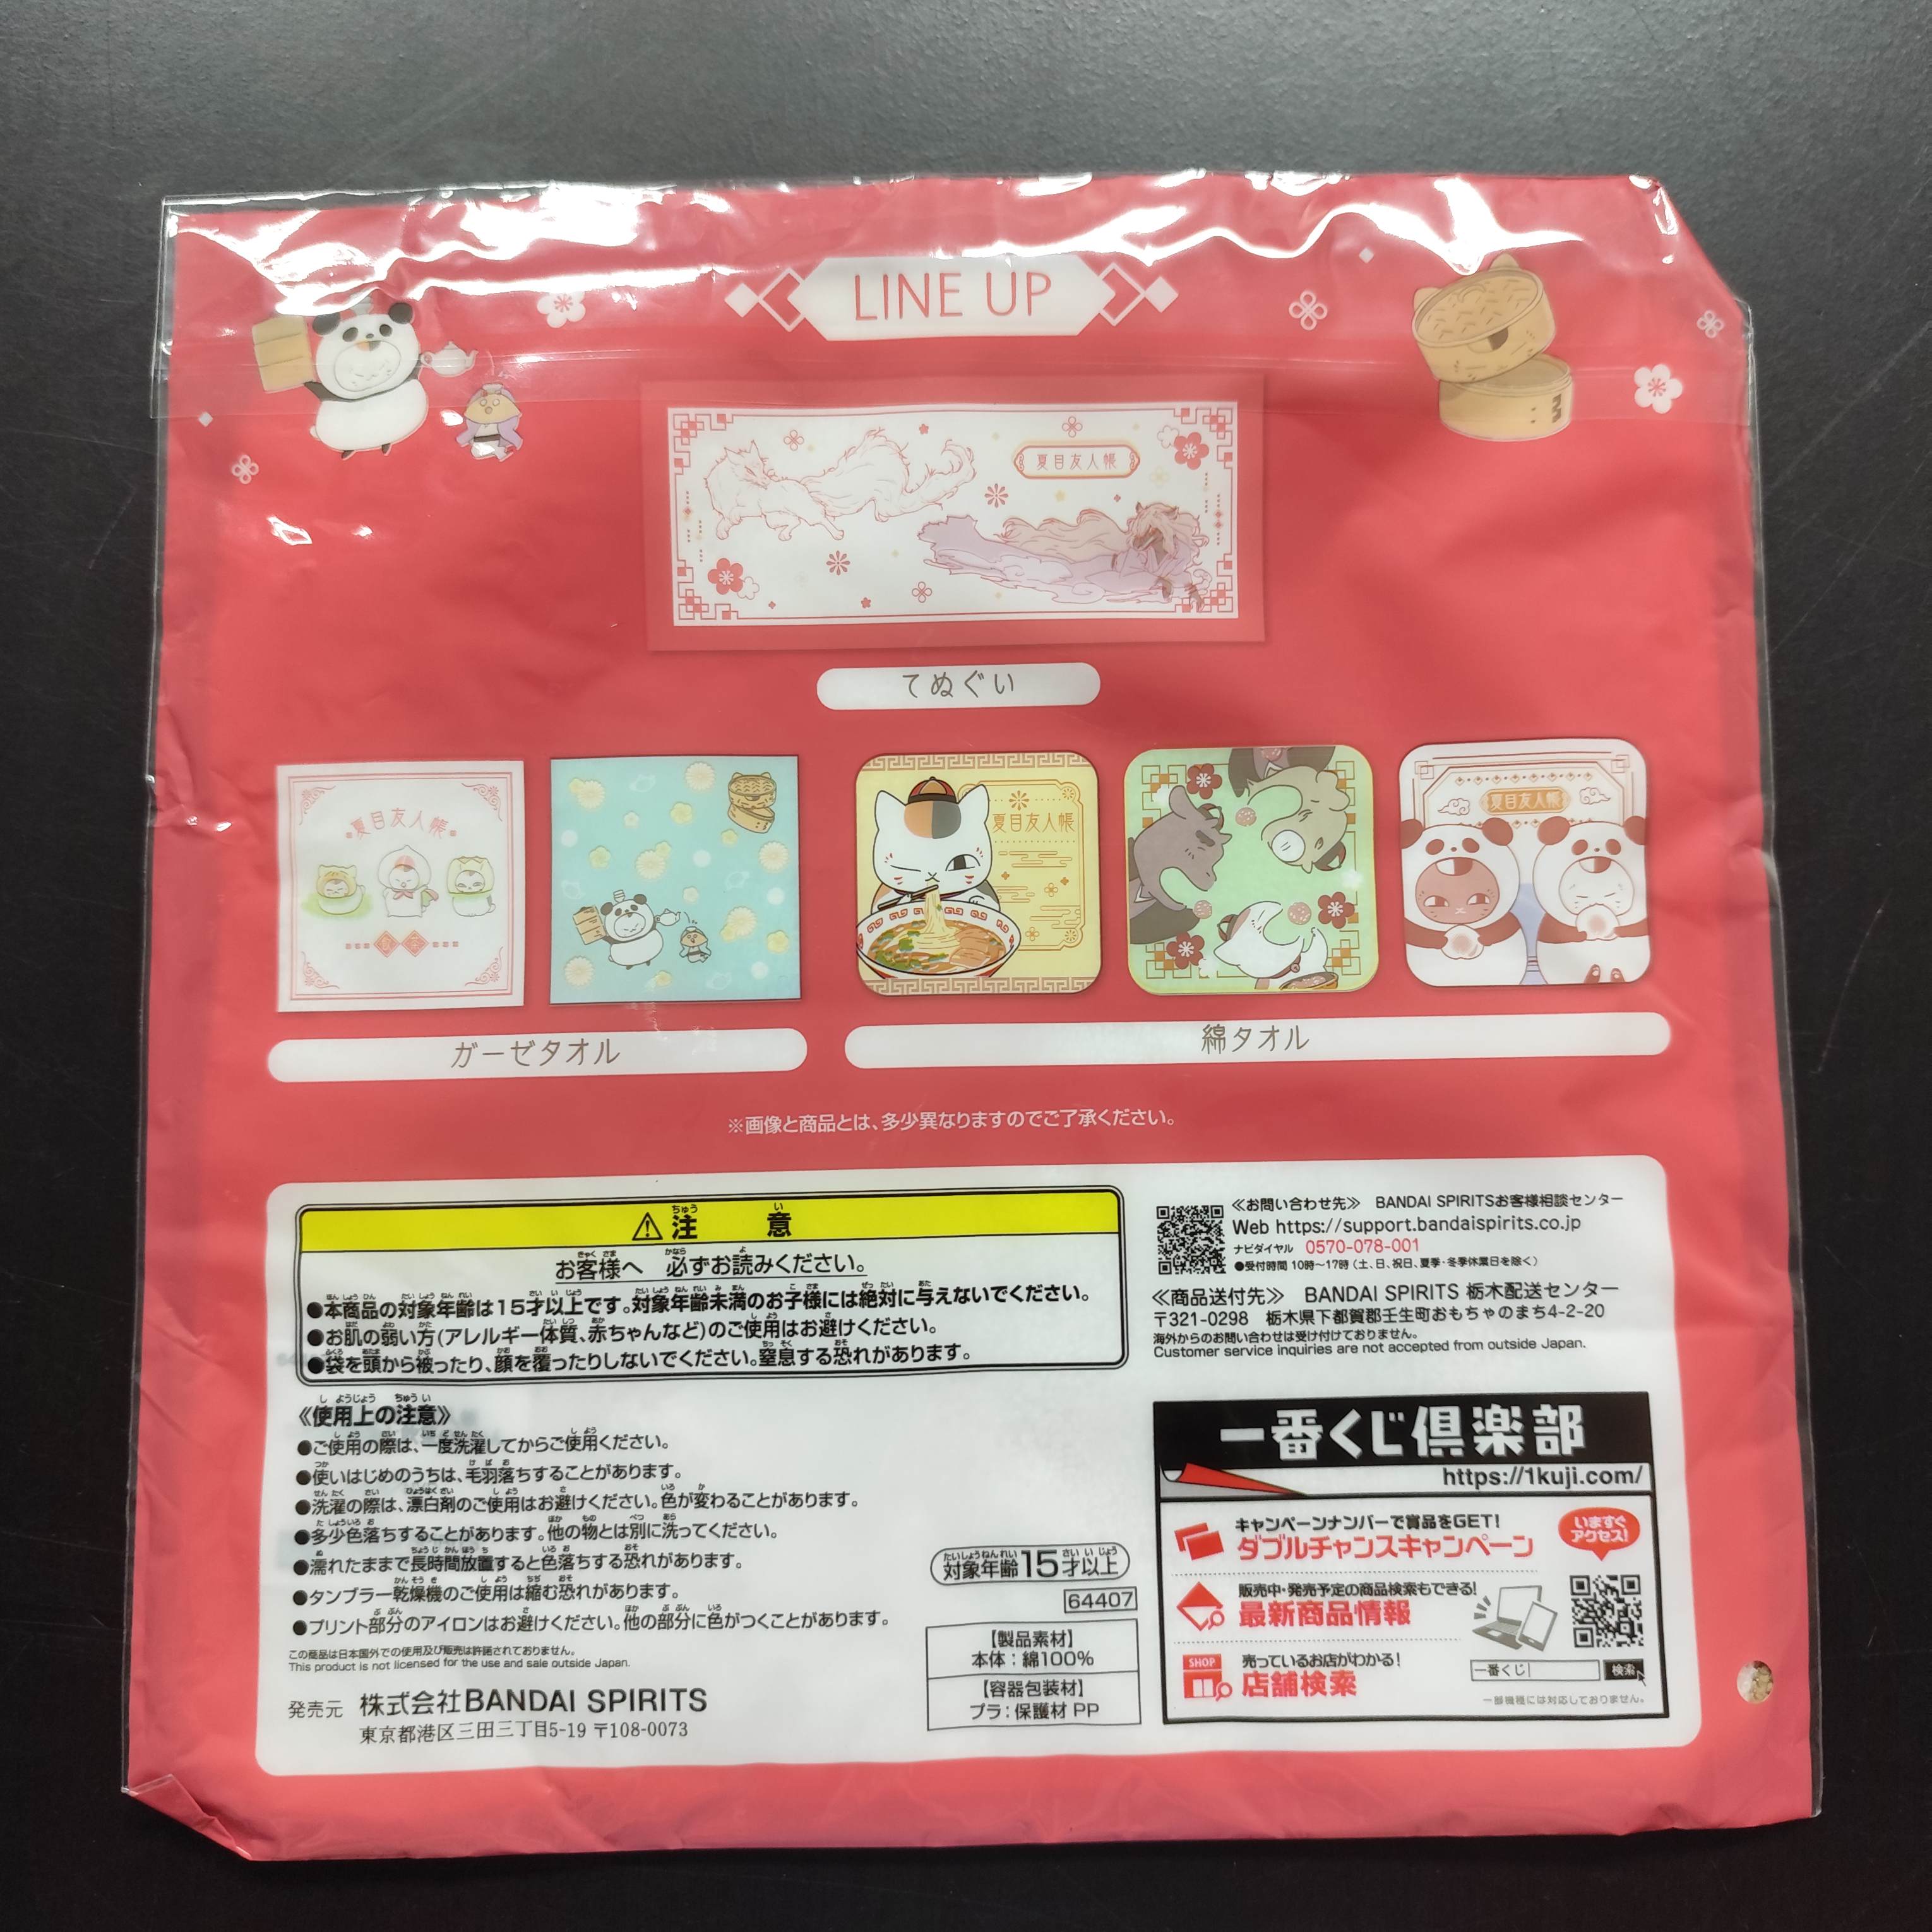 LINE UP
夏目友人帳
てぬぐい
夏目友人帳
夏目友人帳
夏目友人帳
ガーゼタオル
綿タオル
※画像と商品とは、多少異なりますのでご了承ください。
⚠注意
お客様へ 必ずお読みください。
●本商品の対象年齢は15才以上です。対象年齢未満のお子様には絶対に与えないでください。
●お肌の弱い方(アレルギー体質、赤ちゃんなど)のご使用はお避けください。
●袋を頭から被ったり、顔を覆ったりしないでください。窒息する恐れがあります。
《使用上の注意》
●ご使用の際は、一度洗濯してからご使用ください。
●使いはじめのうちは、毛羽落ちすることがあります。
●洗濯の際は、漂白剤のご使用はお避けください。色が変わることがあります。
●多少色落ちすることがあります。他の物とは別に洗ってください。
●濡れたままで長時間放置すると色落ちする恐れがあります。
●タンブラー乾燥機のご使用は縮む恐れがあります。
●プリント部分のアイロンはお避けください。他の部分に色がつくことがあります。
この商品は日本国外での使用及び販売は許諾されておりません。
This product is not licensed for the use and sale outside Japan.
発売元 株式会社BANDAI SPIRITS
東京都港区三田三丁目5-19 〒108-0073
対象年齢15才以上
64407
【製品素材】
本体：綿100%
【容器包装材】
プラ：保護材 PP
≪お問い合わせ先≫ BANDAI SPIRITSお客様相談センター
Web https://support.bandaispirits.co.jp
ナビダイヤル 0570-078-001
●受付時間 10時～17時（土、日、祝日、夏季・冬季休業日を除く）
≪商品送付先≫ BANDAI SPIRITS 栃木配送センター
〒321-0298 栃木県下都賀郡壬生町おもちゃのまち4-2-20
海外からのお問い合わせは受け付けておりません。
Customer service inquiries are not accepted from outside Japan.
一番くじ倶楽部
https://1kuji.com/
キャンペーンナンバーで賞品をGET!
ダブルチャンスキャンペーン
いますぐ
アクセス!
販売中・発売予定の商品検索もできる!
最新商品情報
SHOP
売っているお店がわかる!
店舗検索
一番くじ 検索
一部機種には対応しておりません。